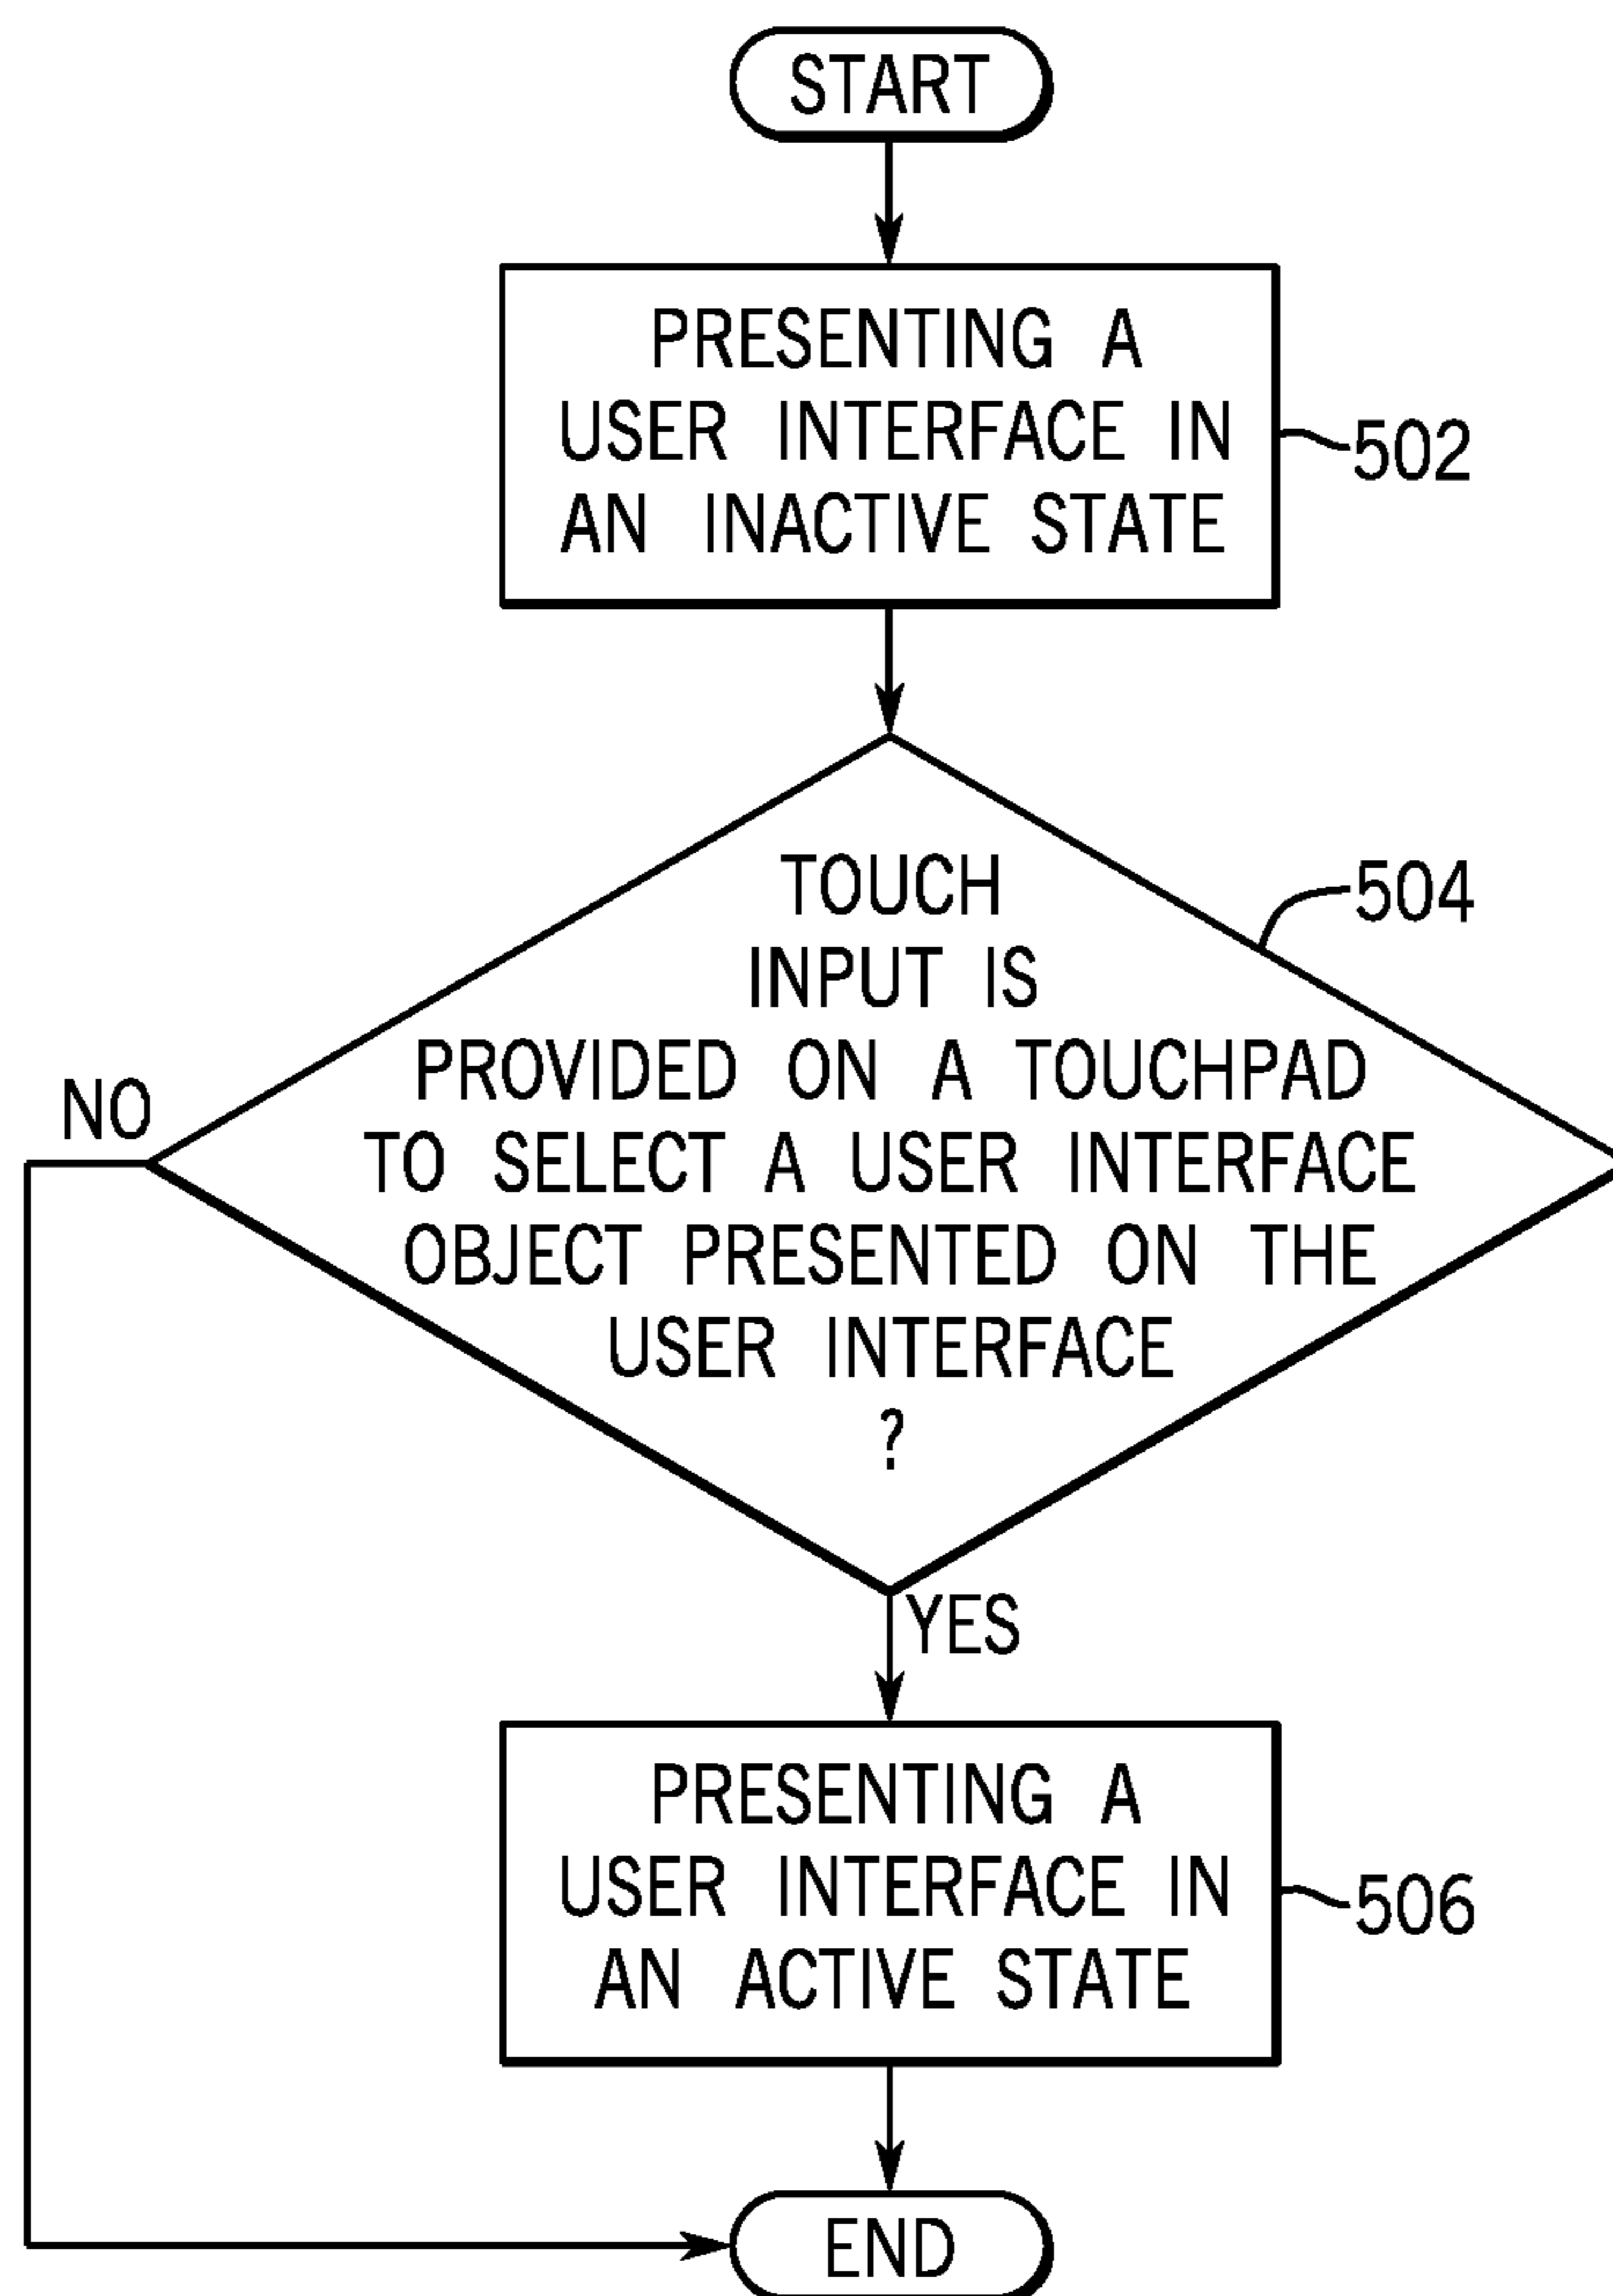 START
PRESENTING A
USER INTERFACE IN
AN INACTIVE STATE
502
TOUCH
INPUT IS
PROVIDED ON A TOUCHPAD
TO SELECT A USER INTERFACE
OBJECT PRESENTED ON THE
USER INTERFACE
?
504
NO
YES
PRESENTING A
USER INTERFACE IN
AN ACTIVE STATE
506
END